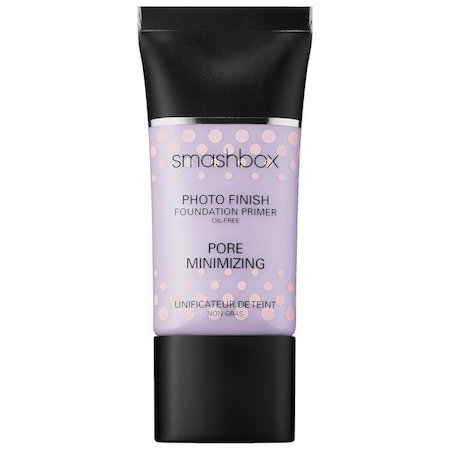 smashbox
PHOTO FINISH
FOUNDATION PRIMER
OIL-FREE
PORE
MINIMIZING
UNIFICATEUR DE TEINT
NON GRAS